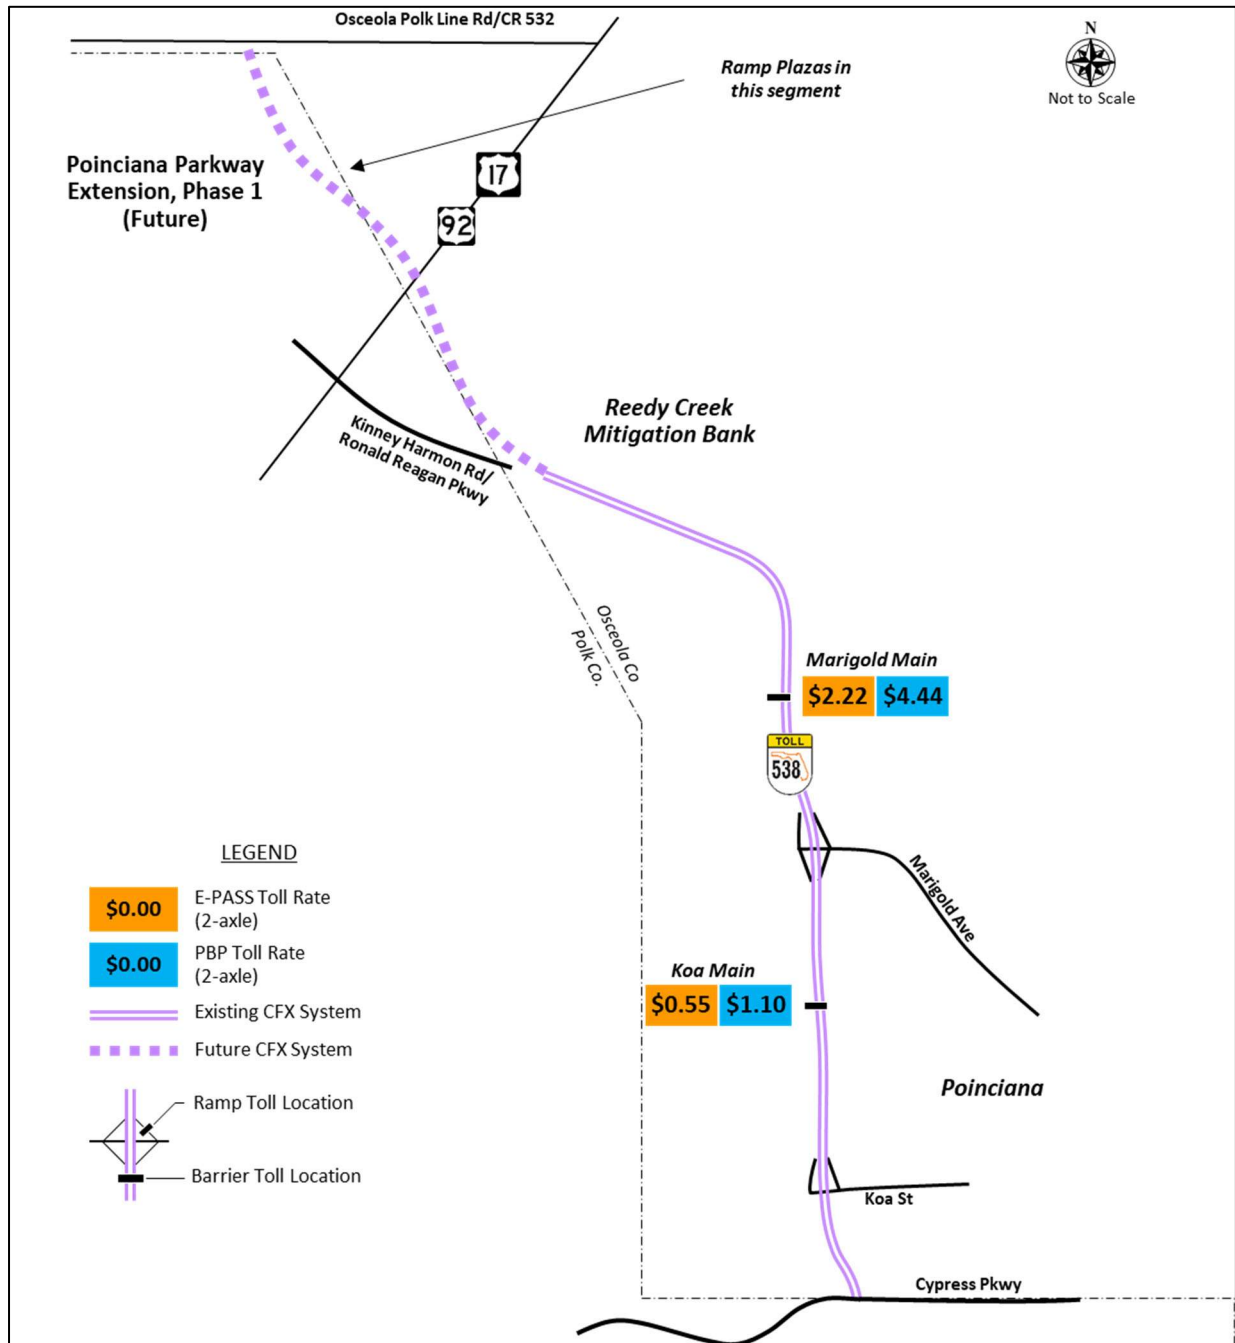 Osceola Polk Line Rd/CR 532
N
Not to Scale
Ramp Plazas in
this segment
Poinciana Parkway
Extension, Phase 1
(Future)
17
92
Reedy Creek
Mitigation Bank
Kinney Harmon Rd/
Ronald Reagan Pkwy
Osceola Co
Polk Co.
Marigold Main
$2.22 $4.44
TOLL
538
Marigold Ave
Koa Main
$0.55 $1.10
Poinciana
Koa St
Cypress Pkwy
LEGEND
$0.00 E-PASS Toll Rate
(2-axle)
$0.00 PBP Toll Rate
(2-axle)
Existing CFX System
Future CFX System
Ramp Toll Location
Barrier Toll Location